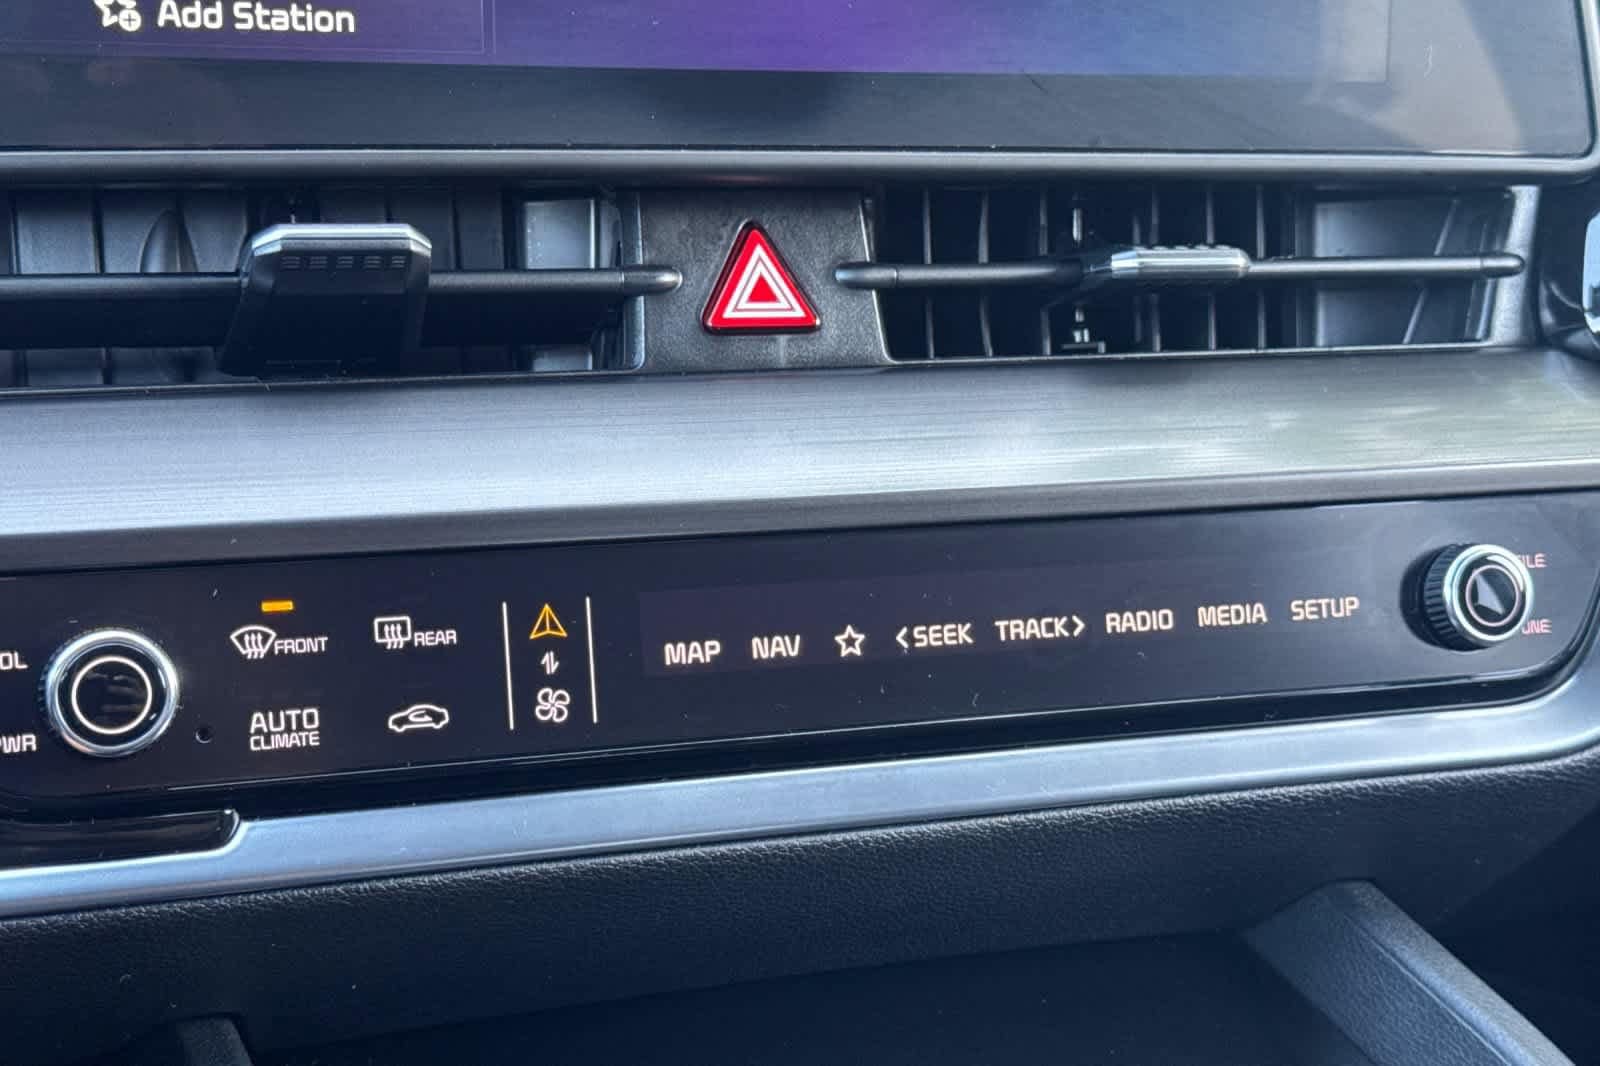 Add Station
FRONT
REAR
AUTO
CLIMATE
MAP
NAV
<SEEK
TRACK>
RADIO
MEDIA
SETUP